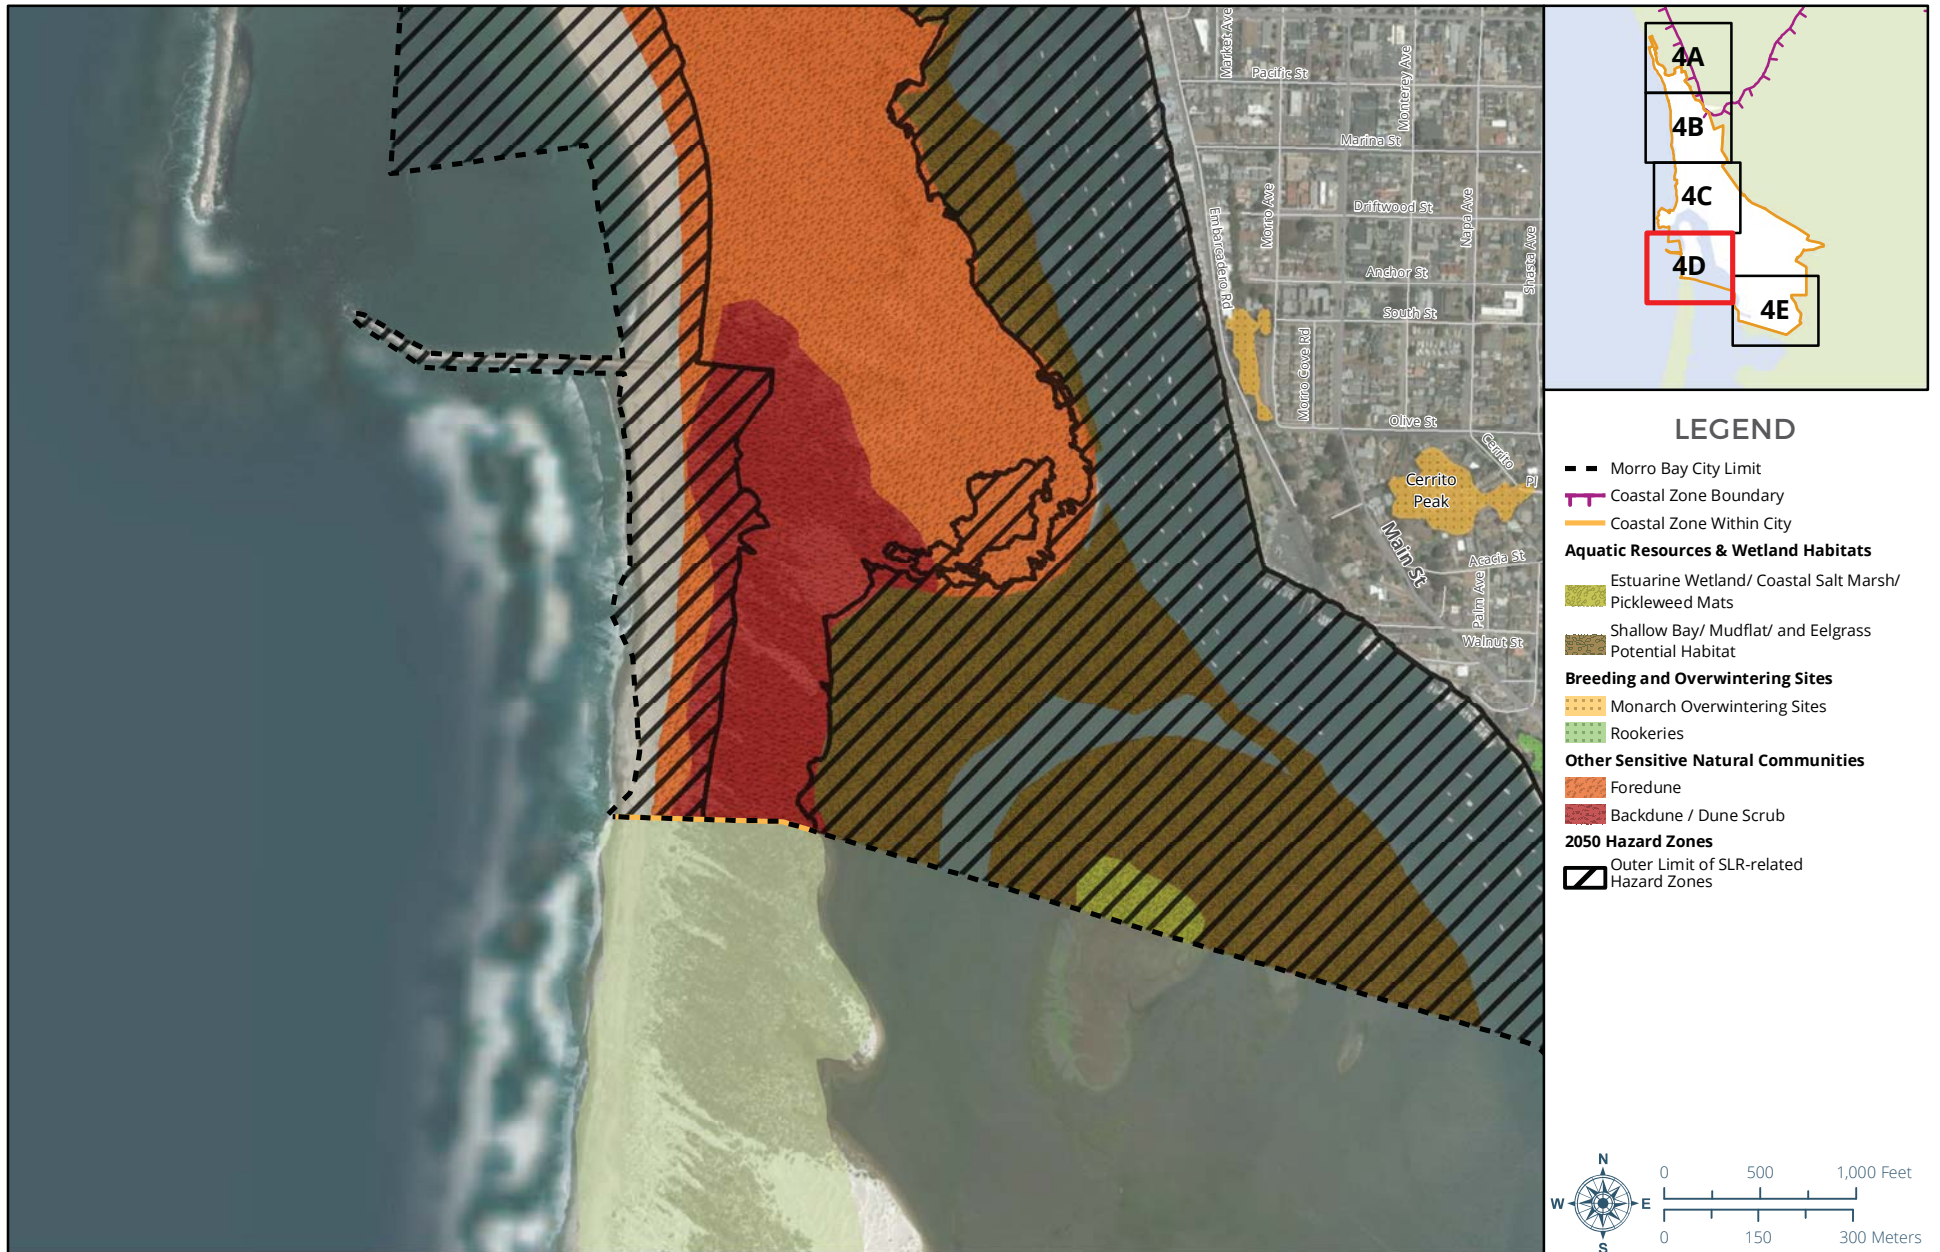 Market Ave
Pacific St
Monterey Ave
Marina St
Morro Ave
Driftwood St
Napa Ave
Embarcadero Rd
Anchor St
Shasta Ave
South St
Morro Cove Rd
Olive St
Cerrito
Pl
Cerrito
Peak
Main St
Acacia St
Palm Ave
Walnut St
4A
4B
4C
4D
4E
LEGEND
Morro Bay City Limit
Coastal Zone Boundary
Coastal Zone Within City
Aquatic Resources & Wetland Habitats
Estuarine Wetland/ Coastal Salt Marsh/
Pickleweed Mats
Shallow Bay/ Mudflat/ and Eelgrass
Potential Habitat
Breeding and Overwintering Sites
Monarch Overwintering Sites
Rookeries
Other Sensitive Natural Communities
Foredune
Backdune / Dune Scrub
2050 Hazard Zones
Outer Limit of SLR-related
Hazard Zones
N
W E
S
0 500 1,000 Feet
0 150 300 Meters